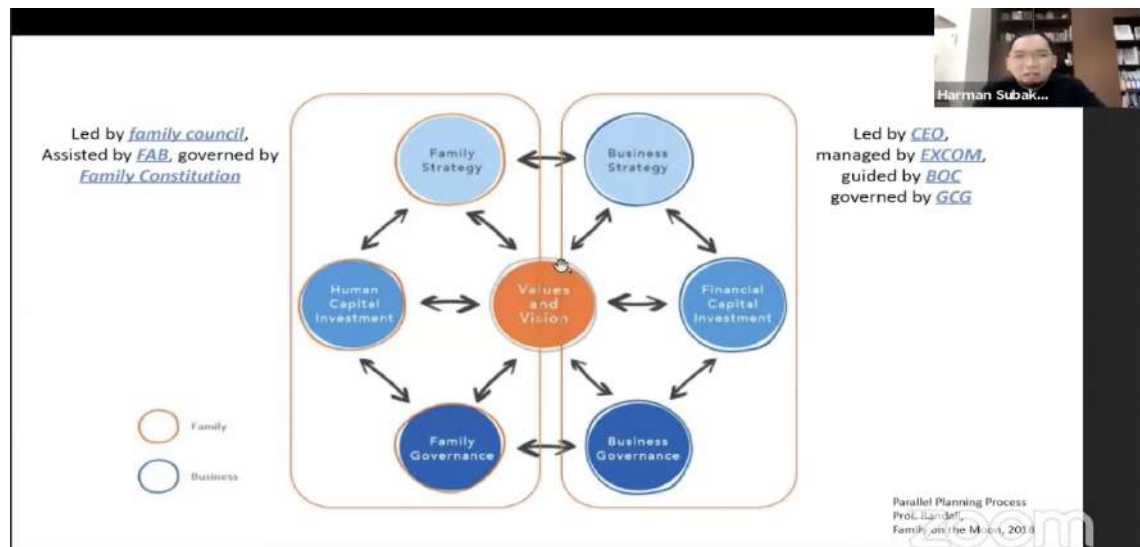 Harman Subak...
Led by family council,
Assisted by FAB, governed by
Family Constitution
Led by CEO,
managed by EXCOM,
guided by BOC
governed by GCG
Family
Strategy
Business
Strategy
Human
Capital
Investment
Values
and
Vision
Financial
Capital
Investment
Family
Governance
Business
Governance
Family
Business
Parallel Planning Process
Prof.
Family on the Moon, 2018
zoom